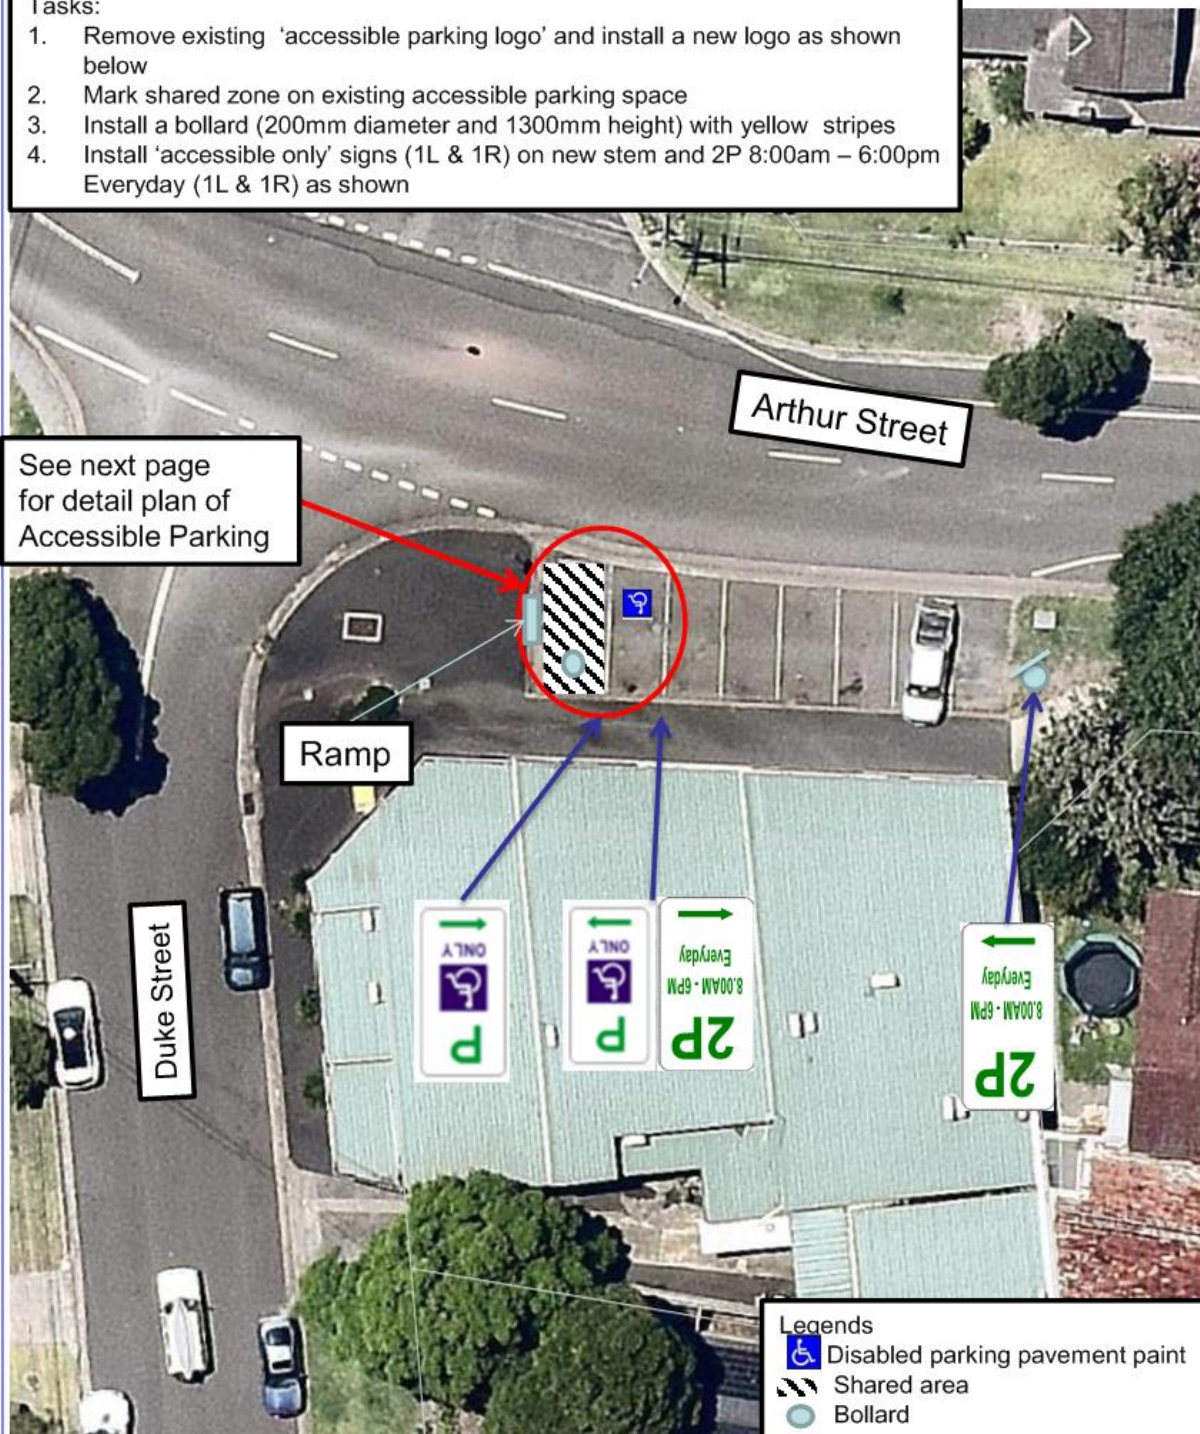 Tasks:
1. Remove existing ‘accessible parking logo’ and install a new logo as shown
below
2. Mark shared zone on existing accessible parking space
3. Install a bollard (200mm diameter and 1300mm height) with yellow stripes
4. Install ‘accessible only’ signs (1L & 1R) on new stem and 2P 8:00am – 6:00pm
Everyday (1L & 1R) as shown
Arthur Street
See next page
for detail plan of
Accessible Parking
Ramp
Duke Street
P
ONLY
P
ONLY
2P
8.00AM - 6PM
Everyday
2P
8.00AM - 6PM
Everyday
Legends
Disabled parking pavement paint
Shared area
Bollard